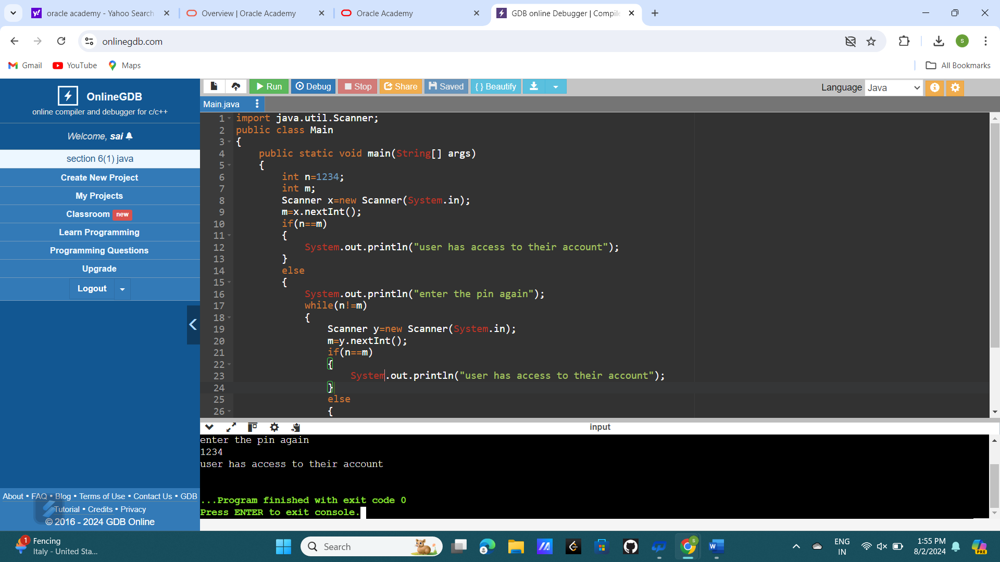 oracle academy - Yahoo Search
Overview | Oracle Academy
Oracle Academy
GDB online Debugger | Compile
onlinegdb.com
S
Gmail
YouTube
Maps
All Bookmarks
OnlineGDB
online compiler and debugger for c/c++
Welcome, sai
section 6(1) java
Create New Project
My Projects
Classroom new
Learn Programming
Programming Questions
Upgrade
Logout
About • FAQ • Blog • Terms of Use • Contact Us • GDB
Tutorial • Credits • Privacy
© 2016 - 2024 GDB Online
Run
Debug
Stop
Share
Saved
{ } Beautify
Language Java
Main.java
1 import java.util.Scanner;
2 public class Main
3 {
4 public static void main(String[] args)
5 {
6 int n=1234;
7 int m;
8 Scanner x=new Scanner(System.in);
9 m=x.nextInt();
10 if(n==m)
11 {
12 System.out.println("user has access to their account");
13 }
14 else
15 {
16 System.out.println("enter the pin again");
17 while(n!=m)
18 {
19 Scanner y=new Scanner(System.in);
20 m=y.nextInt();
21 if(n==m)
22 {
23 System.out.println("user has access to their account");
24 }
25 else
26 {
input
enter the pin again
1234
user has access to their account
...Program finished with exit code 0
Press ENTER to exit console.
1
Fencing
Italy - United Sta...
Search
W
ENG
IN
1:55 PM
8/2/2024
PRE